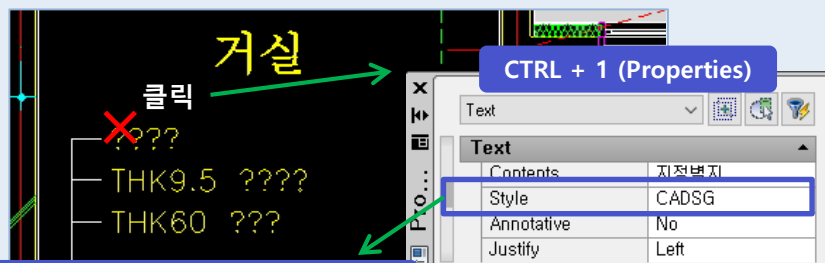 거실
CTRL + 1 (Properties)
클릭
Text
????
Text
THK9.5 ????
Contents 지정벽지
Pro...
Style CADSG
THK60 ???
Annotative No
Justify Left